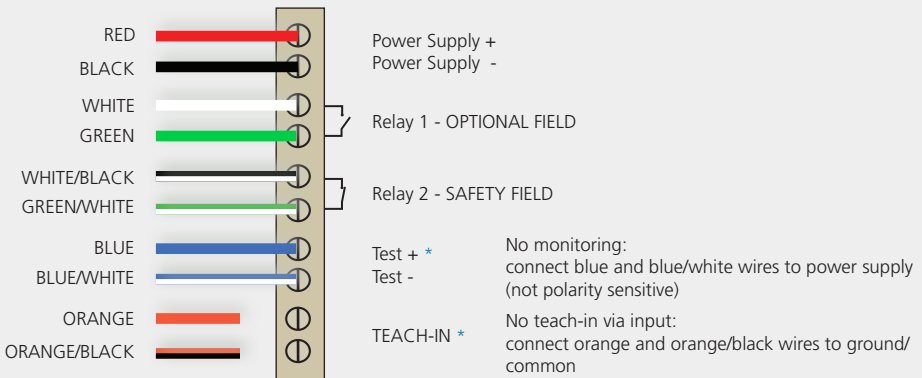 RED
BLACK
Power Supply +
Power Supply -
WHITE
GREEN
Relay 1 - OPTIONAL FIELD
WHITE/BLACK
GREEN/WHITE
Relay 2 - SAFETY FIELD
BLUE
BLUE/WHITE
Test + *
Test -
No monitoring:
connect blue and blue/white wires to power supply
(not polarity sensitive)
ORANGE
ORANGE/BLACK
TEACH-IN *
No teach-in via input:
connect orange and orange/black wires to ground/
common